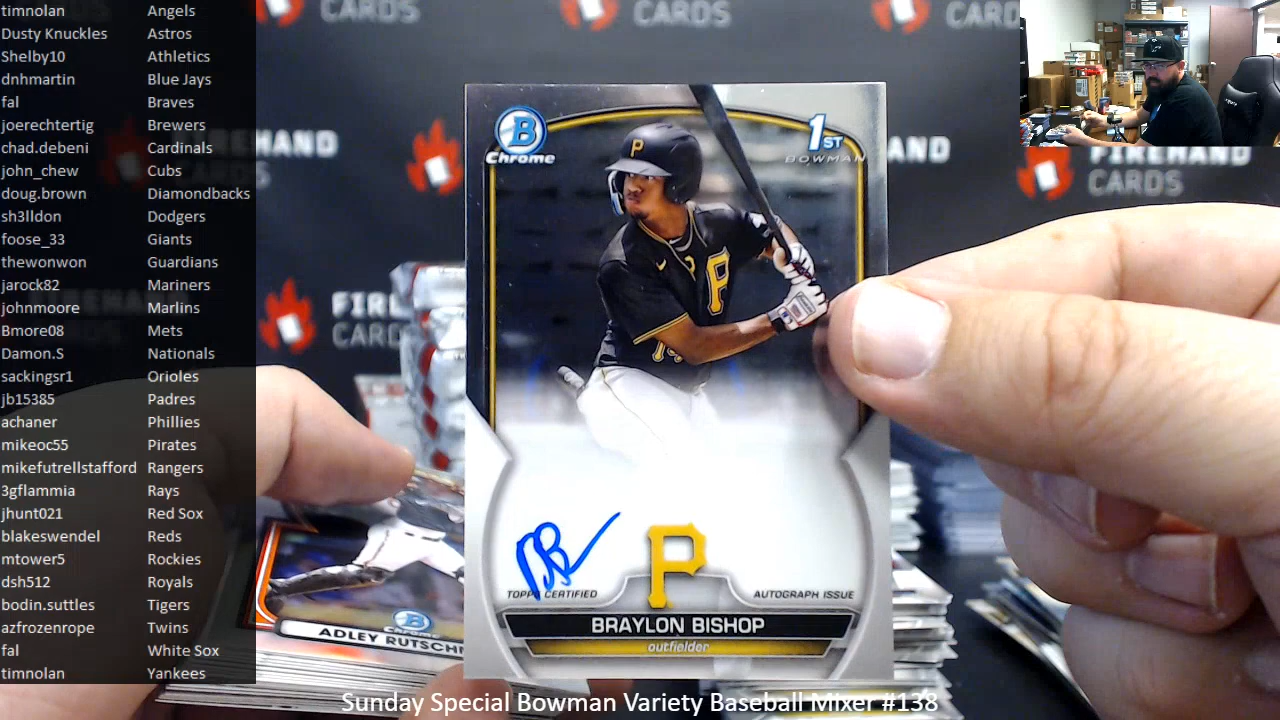 timnolan Angels
Dusty Knuckles Astros
Shelby10 Athletics
dnhmartin Blue Jays
fal Braves
joerechtertig Brewers
chad.debeni Cardinals
john_chew Cubs
doug.brown Diamondbacks
sh3lldon Dodgers
foose_33 Giants
thewonwon Guardians
jarock82 Mariners
johnmoore Marlins
Bmore08 Mets
Damon.S Nationals
sackingsr1 Orioles
jb15385 Padres
achaner Phillies
mikeoc55 Pirates
mikefutrellstafford Rangers
3gflammia Rays
jhunt021 Red Sox
blakeswendel Reds
mtower5 Rockies
dsh512 Royals
bodin.suttles Tigers
azfrozenrope Twins
fal White Sox
timnolan Yankees
CARDS
CARDS
FIREHAND
CARDS
B
Chrome
1ST
BOWMAN
P
P
P
TOPPS CERTIFIED
AUTOGRAPH ISSUE
BRAYLON BISHOP
outfielder
Chrome
ADLEY
Sunday Special Bowman Variety Baseball Mixer #138